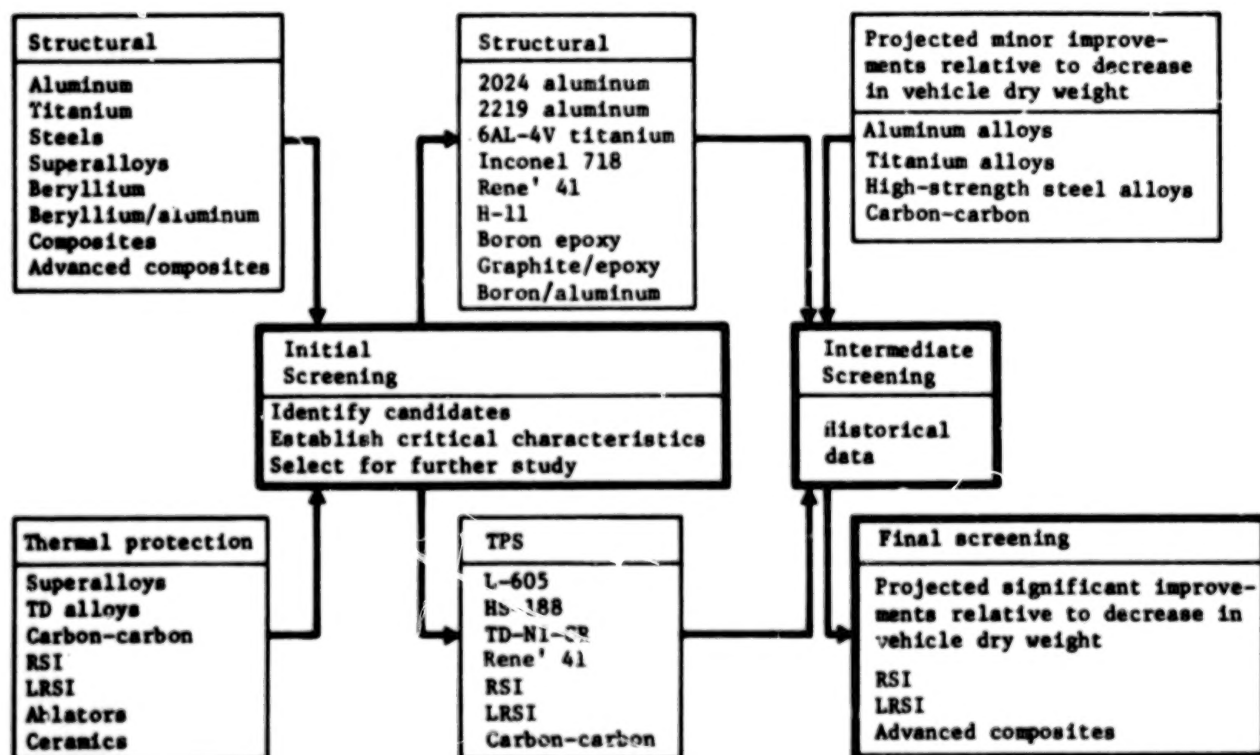 Structural
Aluminum
Titanium
Steels
Superalloys
Beryllium
Beryllium/aluminum
Composites
Advanced composites
Structural
2024 aluminum
2219 aluminum
6AL-4V titanium
Inconel 718
Rene' 41
H-11
Boron epoxy
Graphite/epoxy
Boron/aluminum
Projected minor improve-
ments relative to decrease
in vehicle dry weight
Aluminum alloys
Titanium alloys
High-strength steel alloys
Carbon-carbon
Initial
Screening
Identify candidates
Establish critical characteristics
Select for further study
Intermediate
Screening
Historical
data
Thermal protection
Superalloys
TD alloys
Carbon-carbon
RSI
LRSI
Ablators
Ceramics
TPS
L-605
HS-188
TD-Ni-CR
Rene' 41
RSI
LRSI
Carbon-carbon
Final screening
Projected significant improve-
ments relative to decrease in
vehicle dry weight
RSI
LRSI
Advanced composites